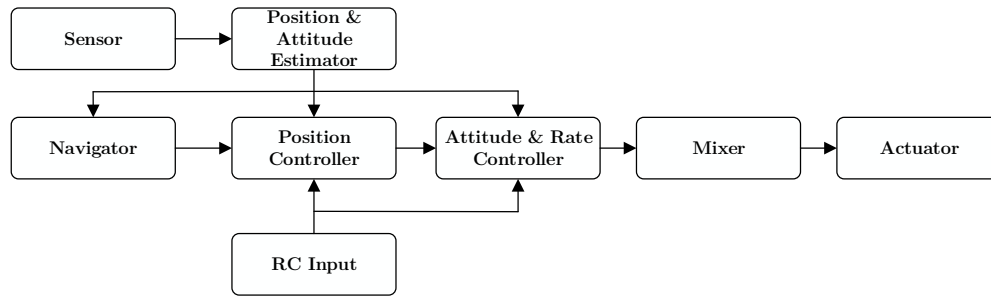 Sensor
Position &
Attitude
Estimator
Navigator
Position
Controller
Attitude & Rate
Controller
Mixer
Actuator
RC Input